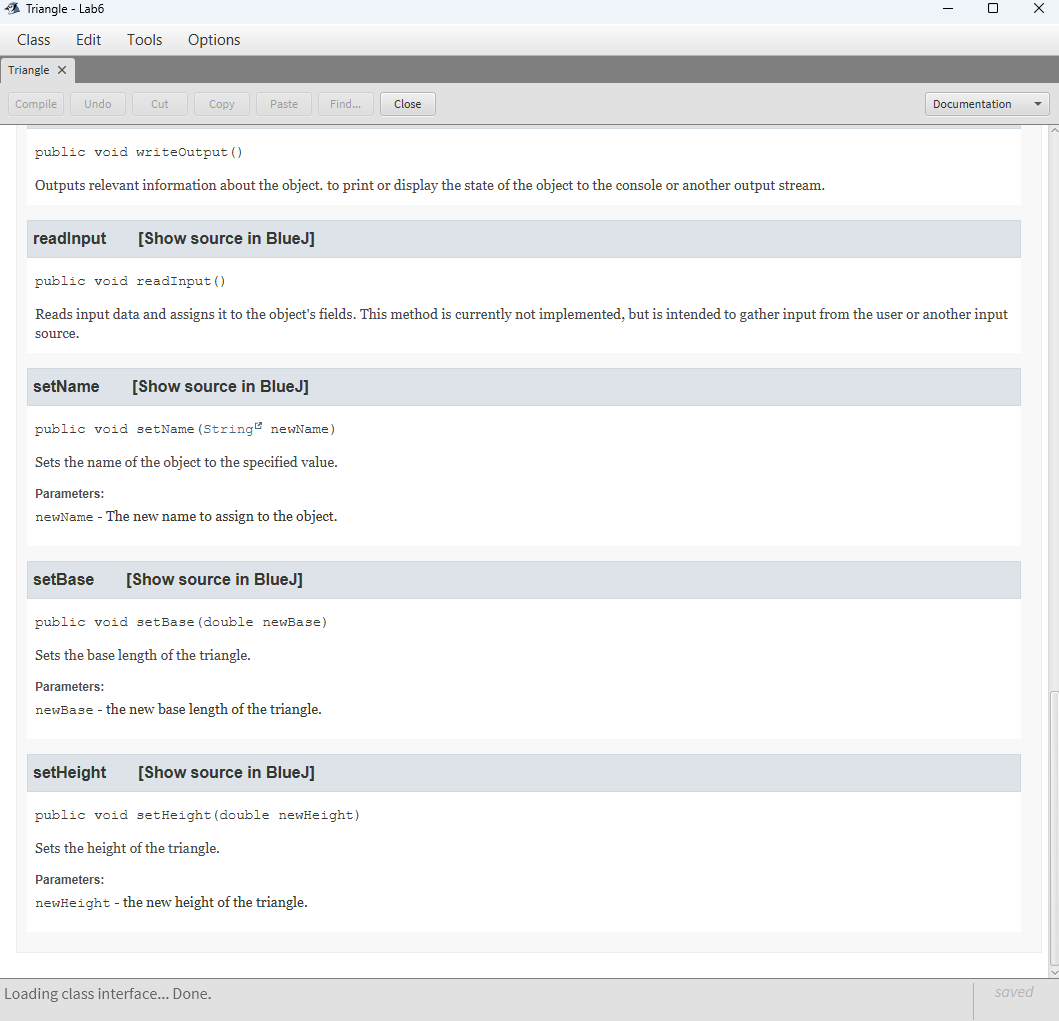 Triangle - Lab6
Class Edit Tools Options
Triangle
Compile Undo Cut Copy Paste Find... Close Documentation
public void writeOutput()
Outputs relevant information about the object. to print or display the state of the object to the console or another output stream.
readInput [Show source in BlueJ]
public void readInput()
Reads input data and assigns it to the object's fields. This method is currently not implemented, but is intended to gather input from the user or another input
source.
setName [Show source in BlueJ]
public void setName(String newName)
Sets the name of the object to the specified value.
Parameters:
newName - The new name to assign to the object.
setBase [Show source in BlueJ]
public void setBase(double newBase)
Sets the base length of the triangle.
Parameters:
newBase - the new base length of the triangle.
setHeight [Show source in BlueJ]
public void setHeight(double newHeight)
Sets the height of the triangle.
Parameters:
newHeight - the new height of the triangle.
Loading class interface... Done.
saved